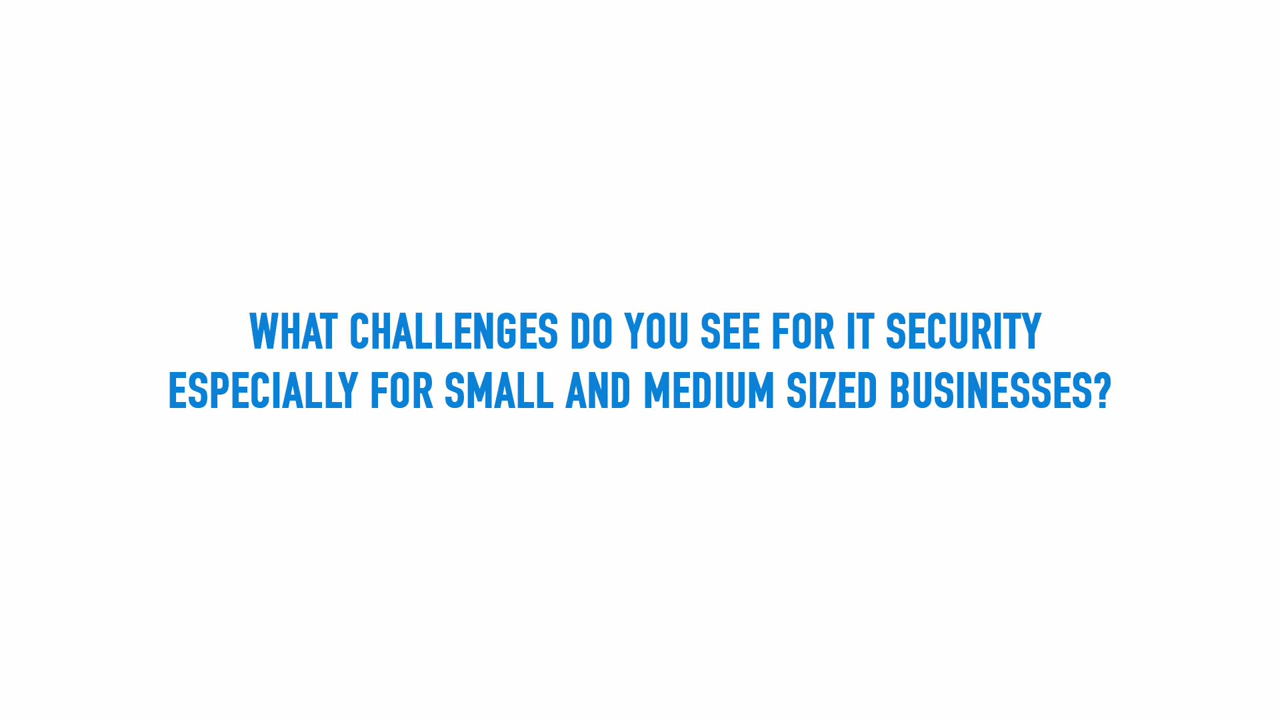 WHAT CHALLENGES DO YOU SEE FOR IT SECURITY
ESPECIALLY FOR SMALL AND MEDIUM SIZED BUSINESSES?